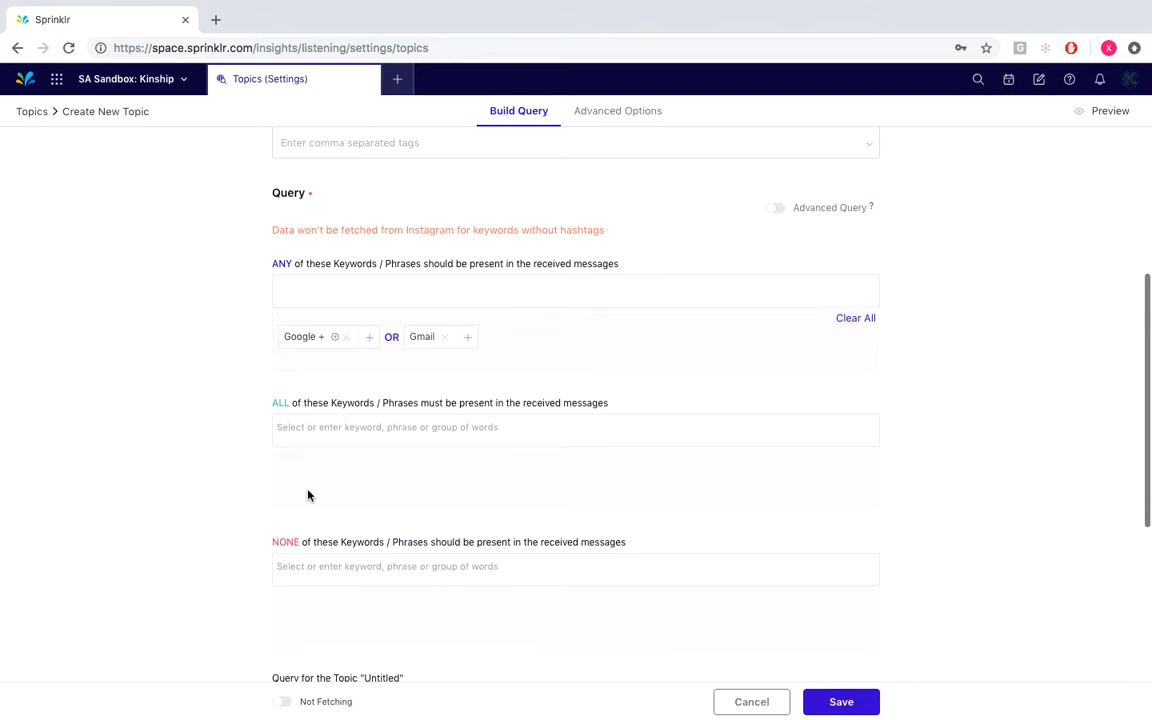 Sprinklr
https://space.sprinklr.com/insights/listening/settings/topics
G
X
SA Sandbox: Kinship
Topics (Settings)
Topics > Create New Topic
Build Query
Advanced Options
Preview
Enter comma separated tags
Query
Advanced Query ?
Data won't be fetched from Instagram for keywords without hashtags
ANY of these Keywords / Phrases should be present in the received messages
Clear All
Google + OR Gmail
ALL of these Keywords / Phrases must be present in the received messages
Select or enter keyword, phrase or group of words
NONE of these Keywords / Phrases should be present in the received messages
Select or enter keyword, phrase or group of words
Query for the Topic "Untitled"
Not Fetching
Cancel
Save